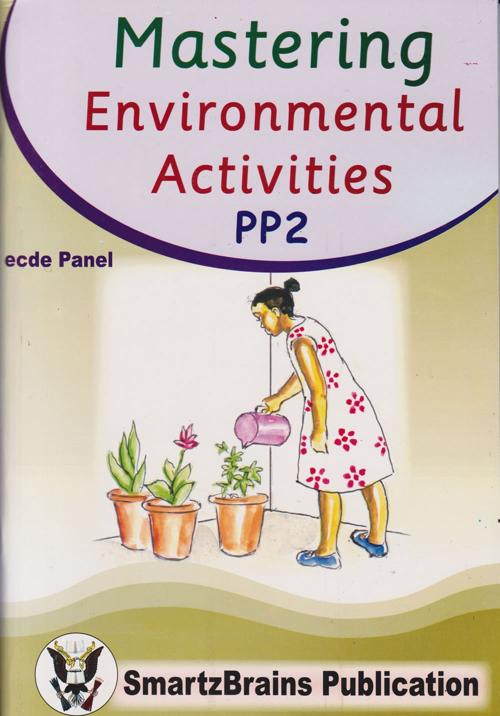 Mastering
Environmental
Activities
PP2
ecde Panel
SmartzBrains Publication